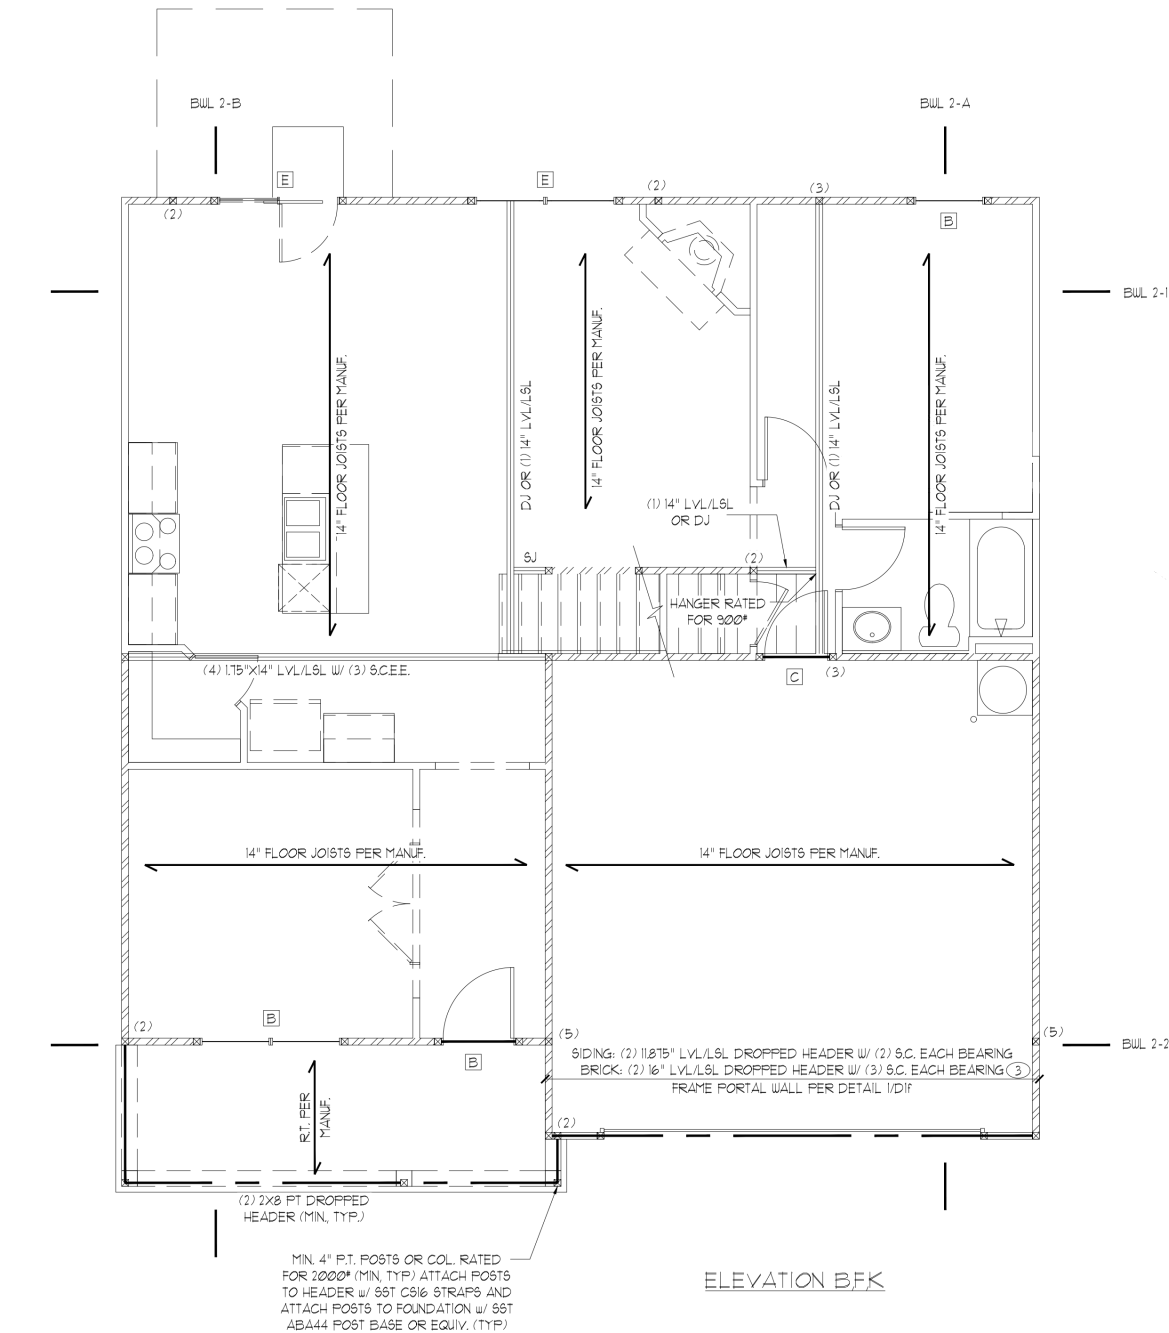 BWL 2-B
BWL 2-A
E
E
(2)
(3)
(2)
B
BWL 2-1
14" FLOOR JOISTS PER MANUF.
DJ OR (1) 14" LVL/LSL
14" FLOOR JOISTS PER MANUF.
DJ OR (1) 14" LVL/LSL
14" FLOOR JOISTS PER MANUF.
(1) 14" LVL/LSL
OR DJ
SJ
(2)
HANGER RATED
FOR 900#
(4) 1.75"X14" LVL/LSL W/ (3) S.C.E.E.
C
(3)
14" FLOOR JOISTS PER MANUF.
14" FLOOR JOISTS PER MANUF.
(2)
B
B
(5)
(5)
BWL 2-2
SIDING: (2) 11.875" LVL/LSL DROPPED HEADER W/ (2) S.C. EACH BEARING
BRICK: (2) 16" LVL/LSL DROPPED HEADER W/ (3) S.C. EACH BEARING
3
FRAME PORTAL WALL PER DETAIL 1/D1f
R.T. PER
MANUF.
(2)
(2) 2X8 PT DROPPED
HEADER (MIN., TYP.)
MIN. 4" P.T. POSTS OR COL. RATED
FOR 2000# (MIN, TYP) ATTACH POSTS
TO HEADER w/ SST CS16 STRAPS AND
ATTACH POSTS TO FOUNDATION w/ SST
ABA44 POST BASE OR EQUIV. (TYP)
ELEVATION B,F,K